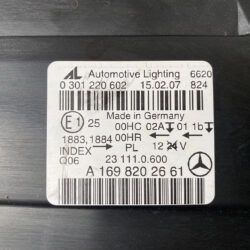 AL Automotive Lighting 6620
0 301 220 602 15.02.07 824
Made in Germany
E1 25 00HC 02A 01 1b
1883,1884 00HR
INDEX PL 12 24 V
Q06 23 111.0.600
A 169 820 26 61